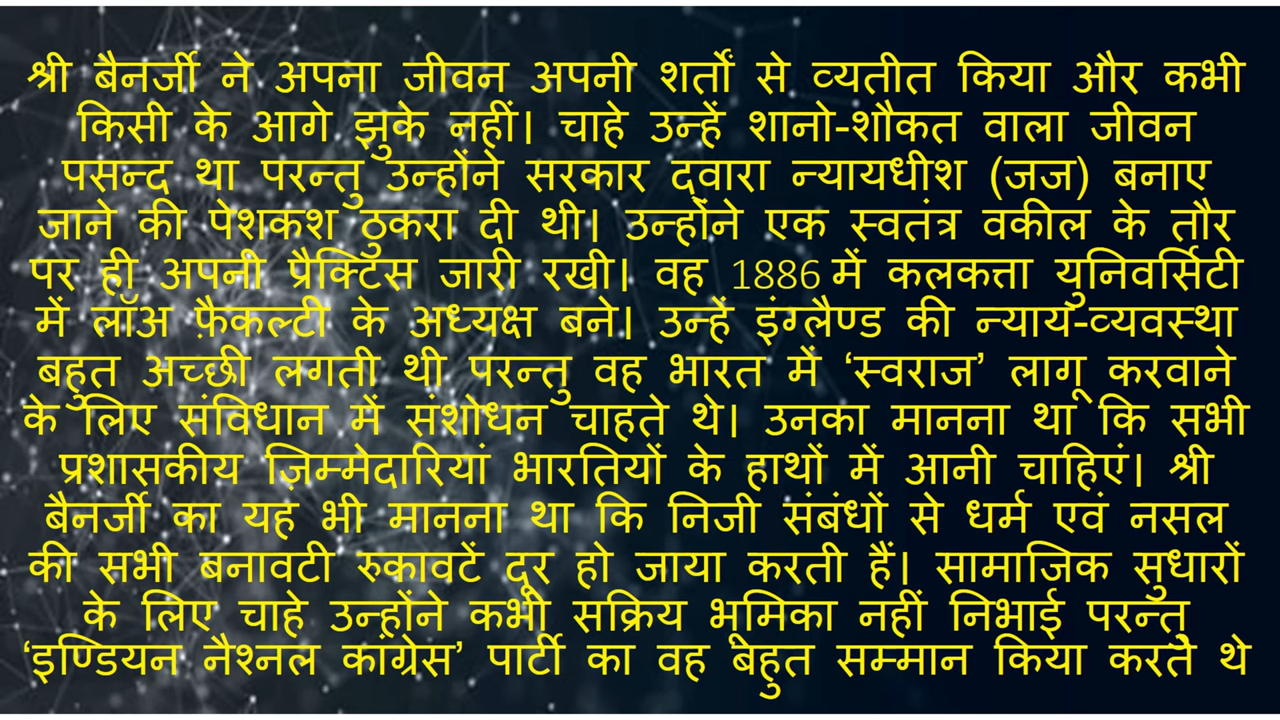 श्री बैनर्जी ने अपना जीवन अपनी शर्तों से व्यतीत किया और कभी
किसी के आगे झुके नहीं। चाहे उन्हें शानो-शौकत वाला जीवन
पसन्द था परन्तु उन्होंने सरकार द्वारा न्यायधीश (जज) बनाए
जाने की पेशकश ठुकरा दी थी। उन्होंने एक स्वतंत्र वकील के तौर
पर ही अपनी प्रैक्टिस जारी रखी। वह 1886 में कलकत्ता युनिवर्सिटी
में लॉअ फ़ैकल्टी के अध्यक्ष बने। उन्हें इंग्लैण्ड की न्याय-व्यवस्था
बहुत अच्छी लगती थी परन्तु वह भारत में ‘स्वराज’ लागू करवाने
के लिए संविधान में संशोधन चाहते थे। उनका मानना था कि सभी
प्रशासकीय ज़िम्मेदारियां भारतियों के हाथों में आनी चाहिएं। श्री
बैनर्जी का यह भी मानना था कि निजी संबंधों से धर्म एवं नसल
की सभी बनावटी रुकावटें दूर हो जाया करती हैं। सामाजिक सुधारों
के लिए चाहे उन्होंने कभी सक्रिय भूमिका नहीं निभाई परन्तु
‘इण्डियन नैश्नल कांग्रेस’ पार्टी का वह बेहुत सम्मान किया करते थे